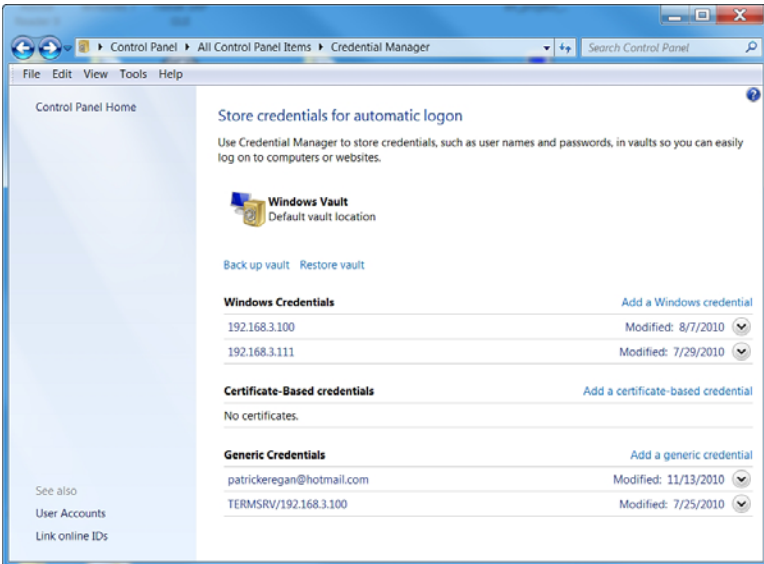 Control Panel ▸ All Control Panel Items ▸ Credential Manager
Search Control Panel
File Edit View Tools Help
Control Panel Home
Store credentials for automatic logon
Use Credential Manager to store credentials, such as user names and passwords, in vaults so you can easily
log on to computers or websites.
Windows Vault
Default vault location
Back up vault Restore vault
Windows Credentials Add a Windows credential
192.168.3.100 Modified: 8/7/2010
192.168.3.111 Modified: 7/29/2010
Certificate-Based credentials Add a certificate-based credential
No certificates.
Generic Credentials Add a generic credential
patrickeregan@hotmail.com Modified: 11/13/2010
TERMSRV/192.168.3.100 Modified: 7/25/2010
See also
User Accounts
Link online IDs